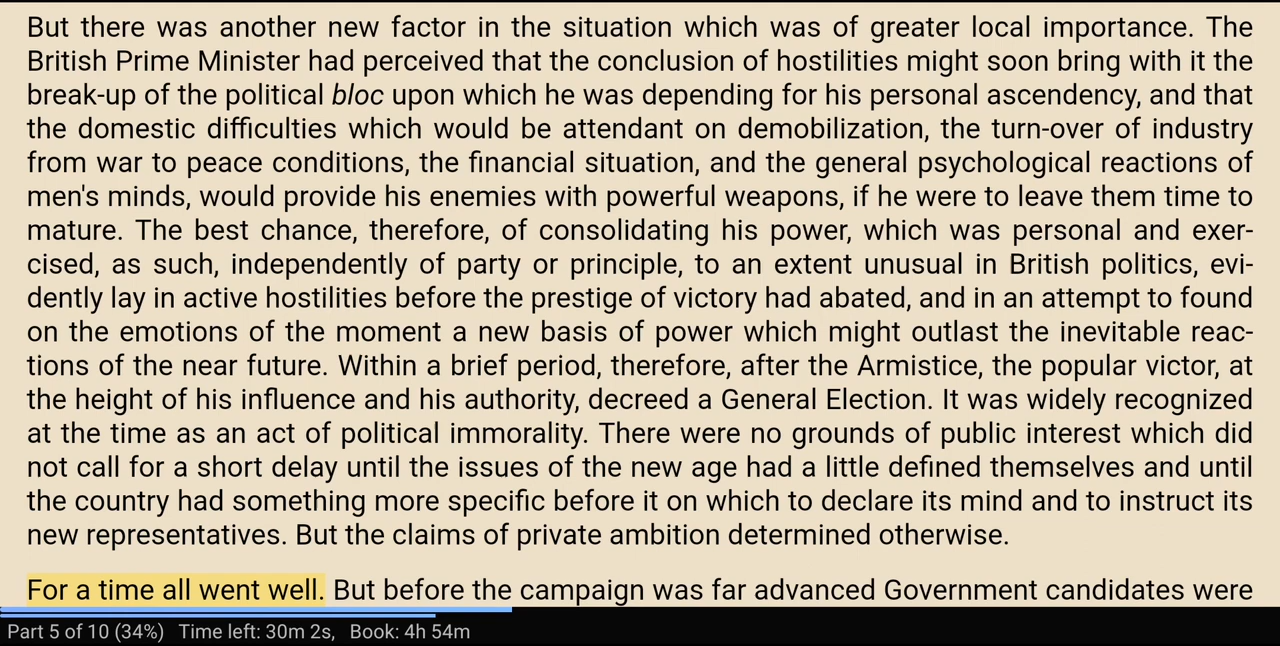 But there was another new factor in the situation which was of greater local importance. The
British Prime Minister had perceived that the conclusion of hostilities might soon bring with it the
break-up of the political bloc upon which he was depending for his personal ascendency, and that
the domestic difficulties which would be attendant on demobilization, the turn-over of industry
from war to peace conditions, the financial situation, and the general psychological reactions of
men's minds, would provide his enemies with powerful weapons, if he were to leave them time to
mature. The best chance, therefore, of consolidating his power, which was personal and exer-
cised, as such, independently of party or principle, to an extent unusual in British politics, evi-
dently lay in active hostilities before the prestige of victory had abated, and in an attempt to found
on the emotions of the moment a new basis of power which might outlast the inevitable reac-
tions of the near future. Within a brief period, therefore, after the Armistice, the popular victor, at
the height of his influence and his authority, decreed a General Election. It was widely recognized
at the time as an act of political immorality. There were no grounds of public interest which did
not call for a short delay until the issues of the new age had a little defined themselves and until
the country had something more specific before it on which to declare its mind and to instruct its
new representatives. But the claims of private ambition determined otherwise.
For a time all went well. But before the campaign was far advanced Government candidates were
Part 5 of 10 (34%) Time left: 30m 2s, Book: 4h 54m